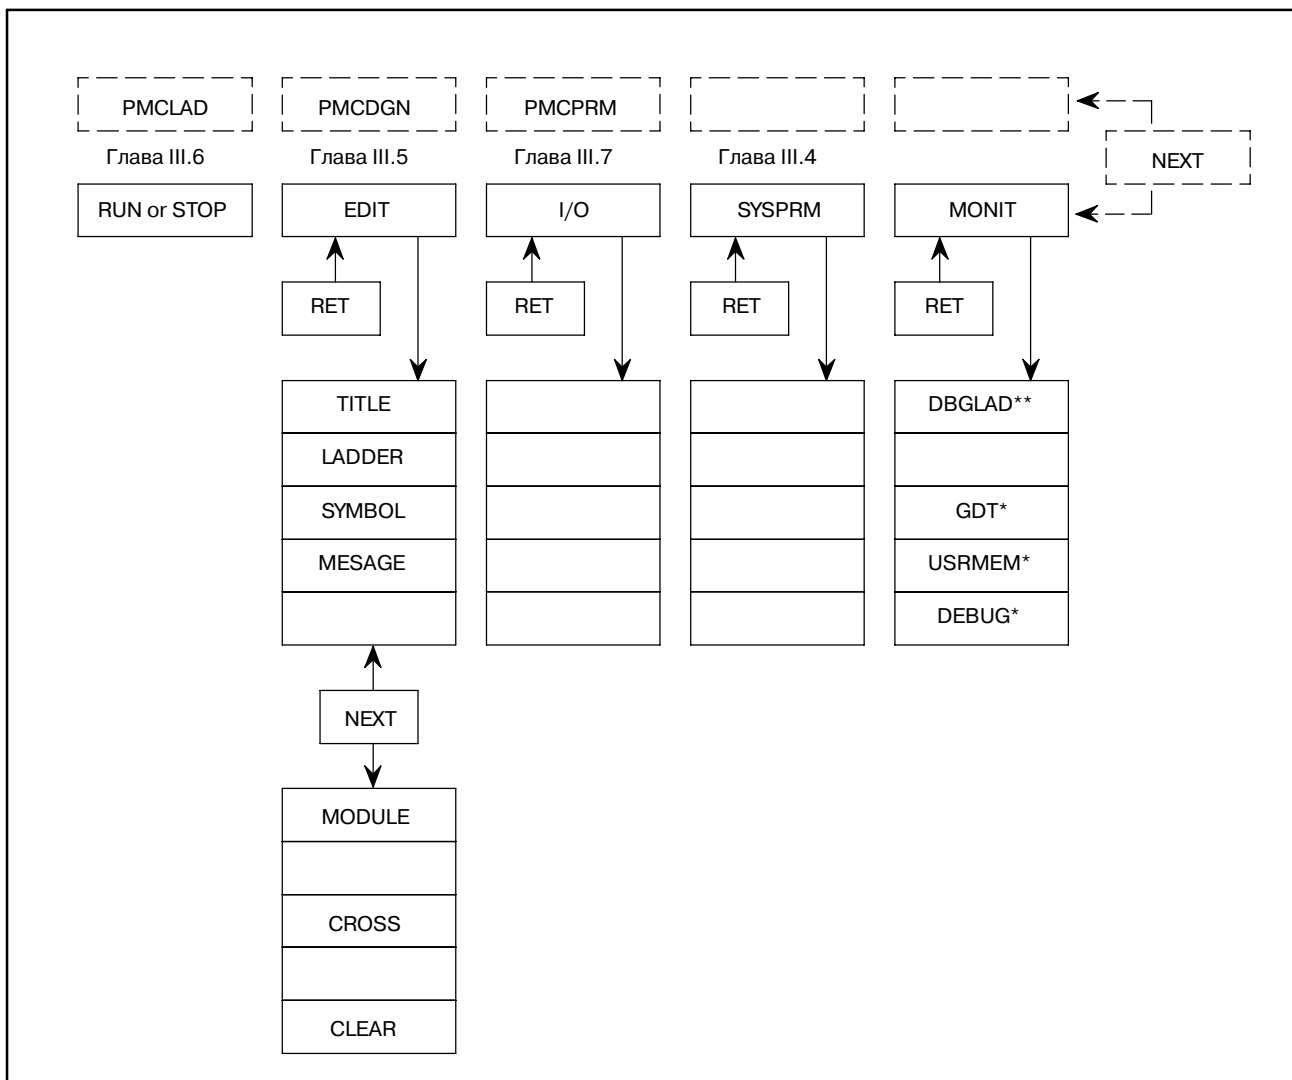 PMCLAD PMCDGN PMCPRM
NEXT
Глава III.6 Глава III.5 Глава III.7 Глава III.4
RUN or STOP EDIT I/O SYSPRM MONIT
RET RET RET RET
TITLE DBGLAD**
LADDER
SYMBOL GDT*
MESAGE USRMEM*
DEBUG*
NEXT
MODULE
CROSS
CLEAR